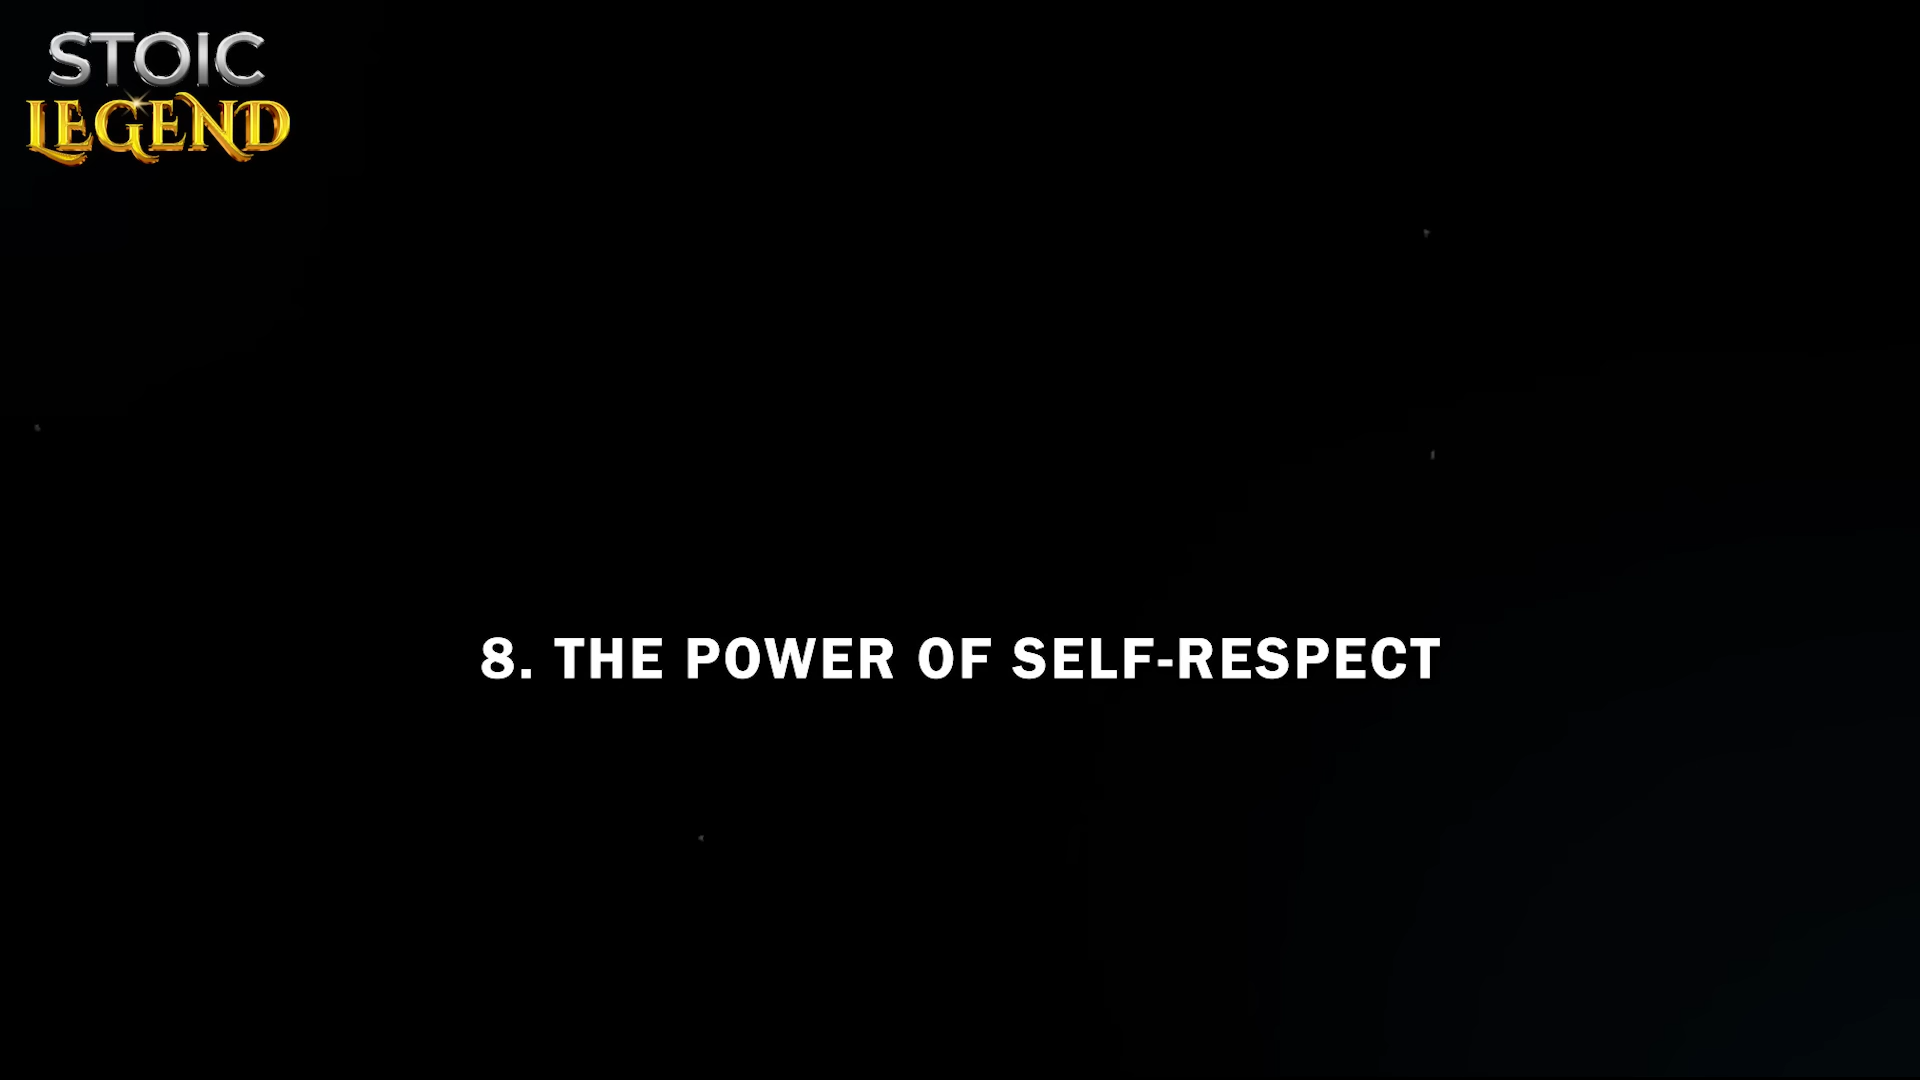 STOIC
LEGEND
8. THE POWER OF SELF-RESPECT